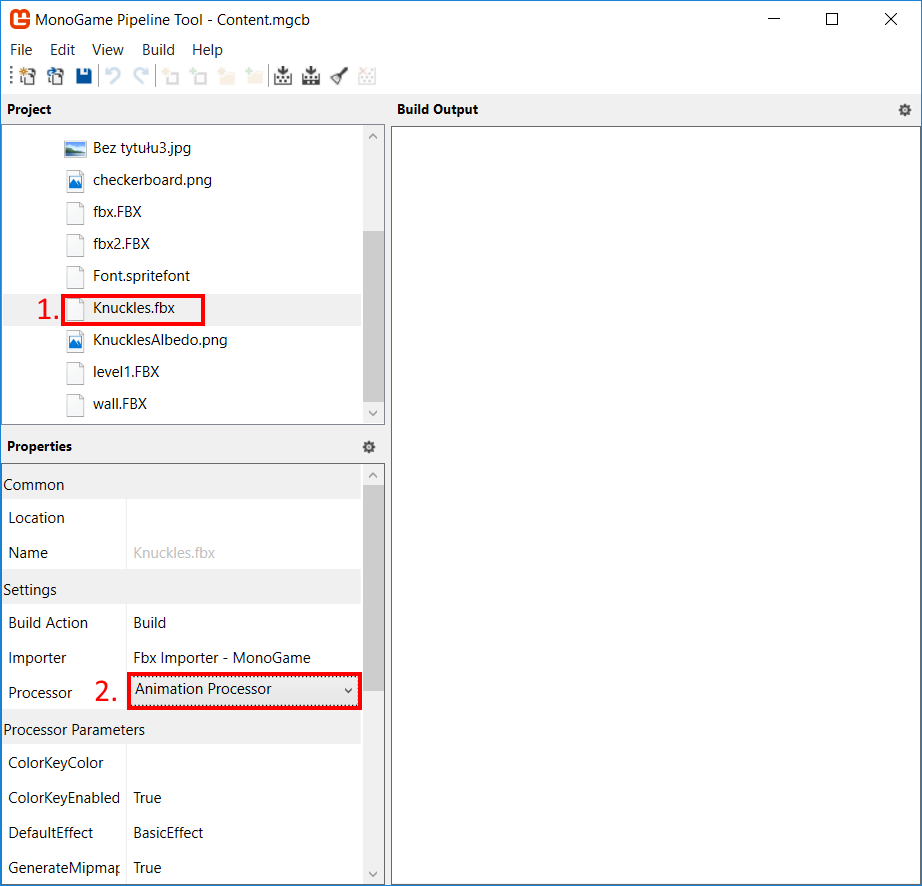 MonoGame Pipeline Tool - Content.mgcb
File Edit View Build Help
Project
Build Output
Bez tytułu3.jpg
checkerboard.png
fbx.FBX
fbx2.FBX
Font.spritefont
1. Knuckles.fbx
KnucklesAlbedo.png
level1.FBX
wall.FBX
Properties
Common
Location
Name Knuckles.fbx
Settings
Build Action Build
Importer Fbx Importer - MonoGame
Processor 2. Animation Processor
Processor Parameters
ColorKeyColor
ColorKeyEnabled True
DefaultEffect BasicEffect
GenerateMipmap True